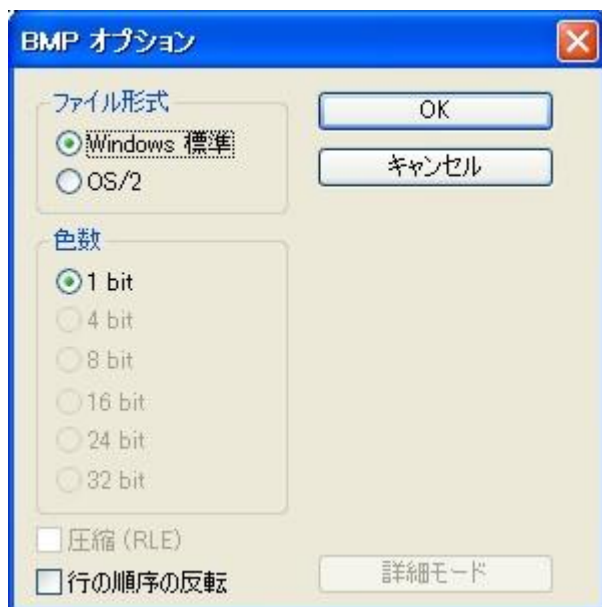 BMP オプション
ファイル形式
Windows 標準
OS/2
OK
キャンセル
色数
1 bit
4 bit
8 bit
16 bit
24 bit
32 bit
圧縮 (RLE)
行の順序の反転
詳細モード